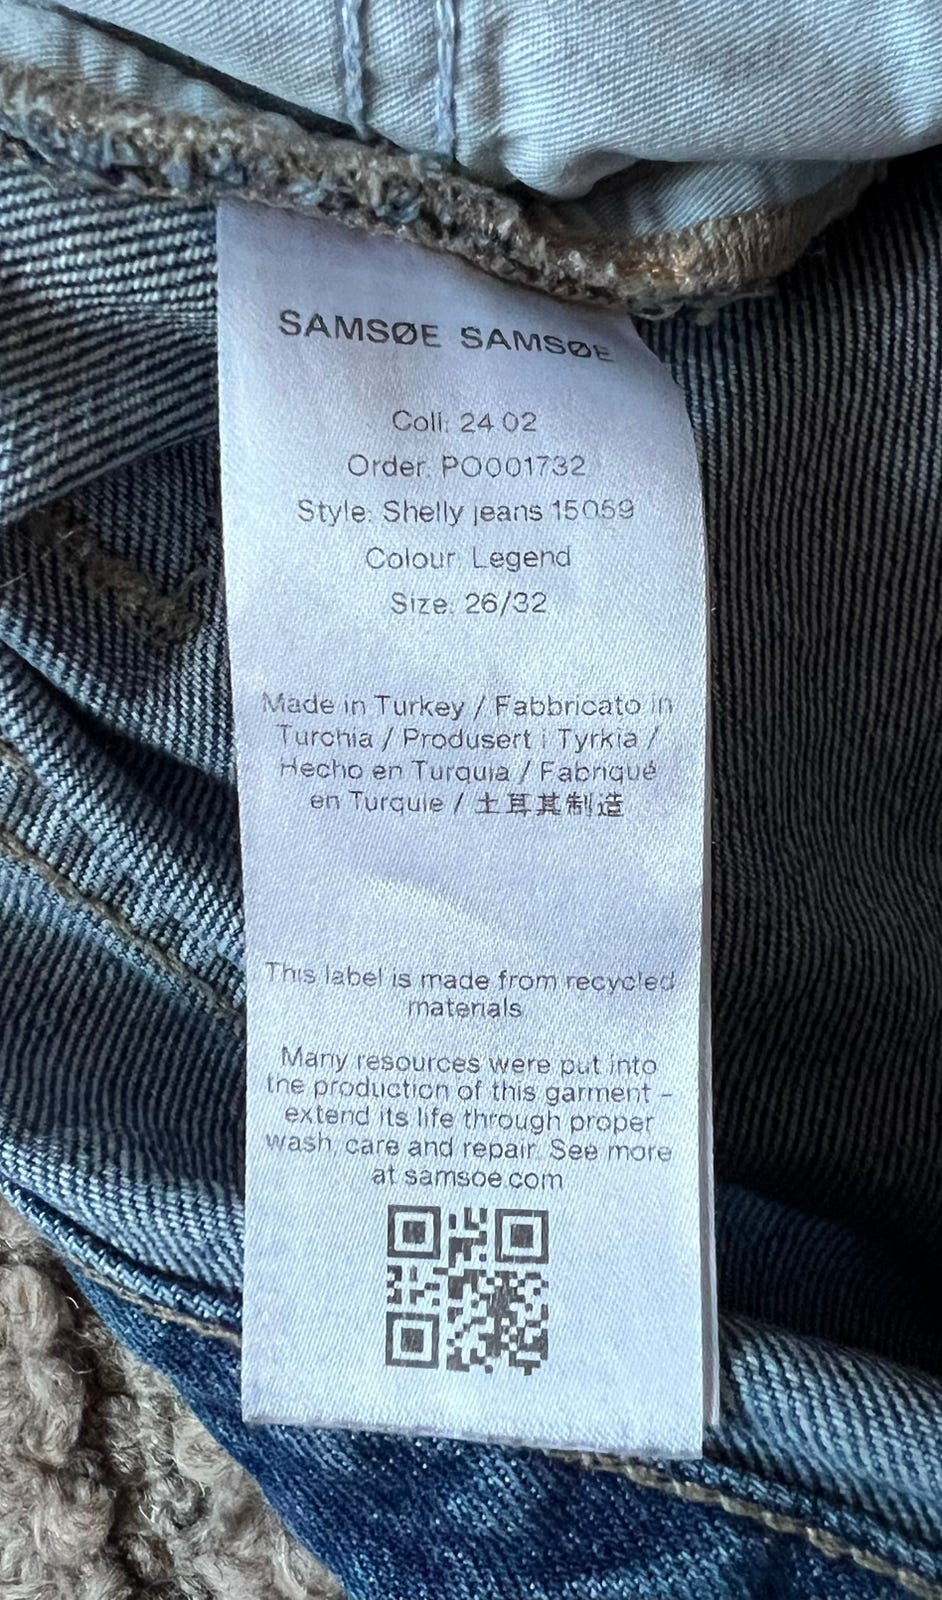 SAMSØE SAMSØE
Coll: 24 02
Order: PO001732
Style: Shelly jeans 15059
Colour: Legend
Size: 26/32
Made in Turkey / Fabbricato in
Turchia / Produsert i Tyrkia /
Hecho en Turquia / Fabriqué
en Turquie / 土耳其制造
This label is made from recycled
materials
Many resources were put into
the production of this garment –
extend its life through proper
wash, care and repair. See more
at samsoe.com